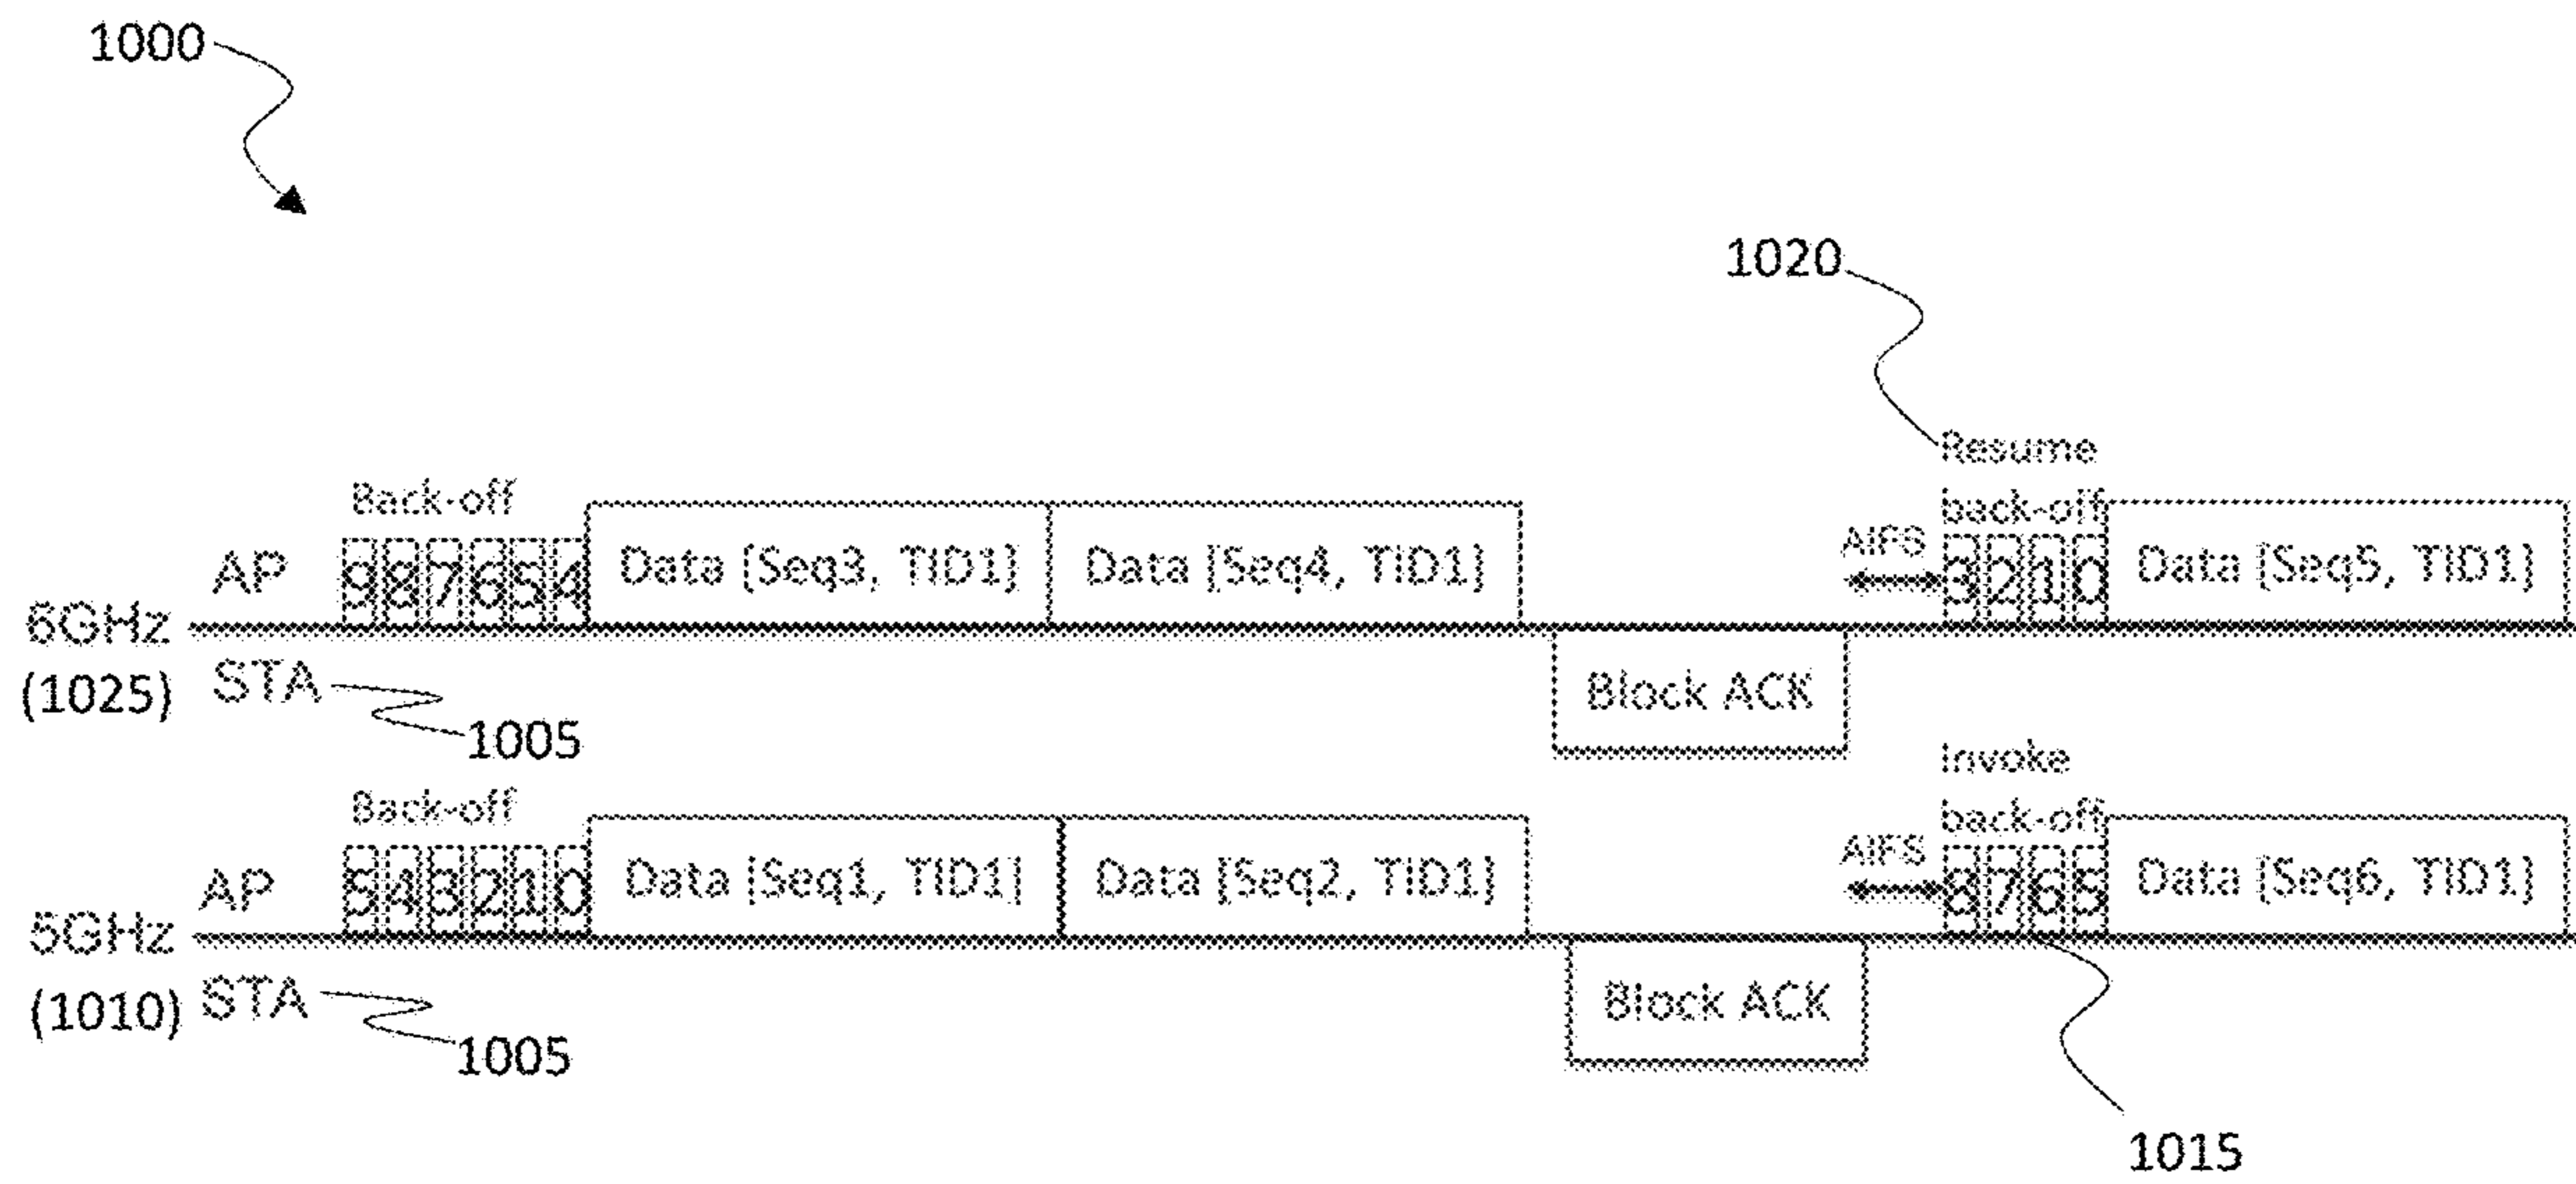 1000
1020
Resume
Back-off
back-off
AP
9 8 7 6 5 4
Data [Seq3, TID1]
Data [Seq4, TID1]
AIFS
3 2 1 0
Data [Seq5, TID1]
6GHz
(1025)
STA
Block ACK
1005
Invoke
Back-off
back-off
AP
5 4 3 2 1 0
Data [Seq1, TID1]
Data [Seq2, TID1]
AIFS
8 7 6 5
Data [Seq6, TID1]
5GHz
(1010)
STA
Block ACK
1005
1015